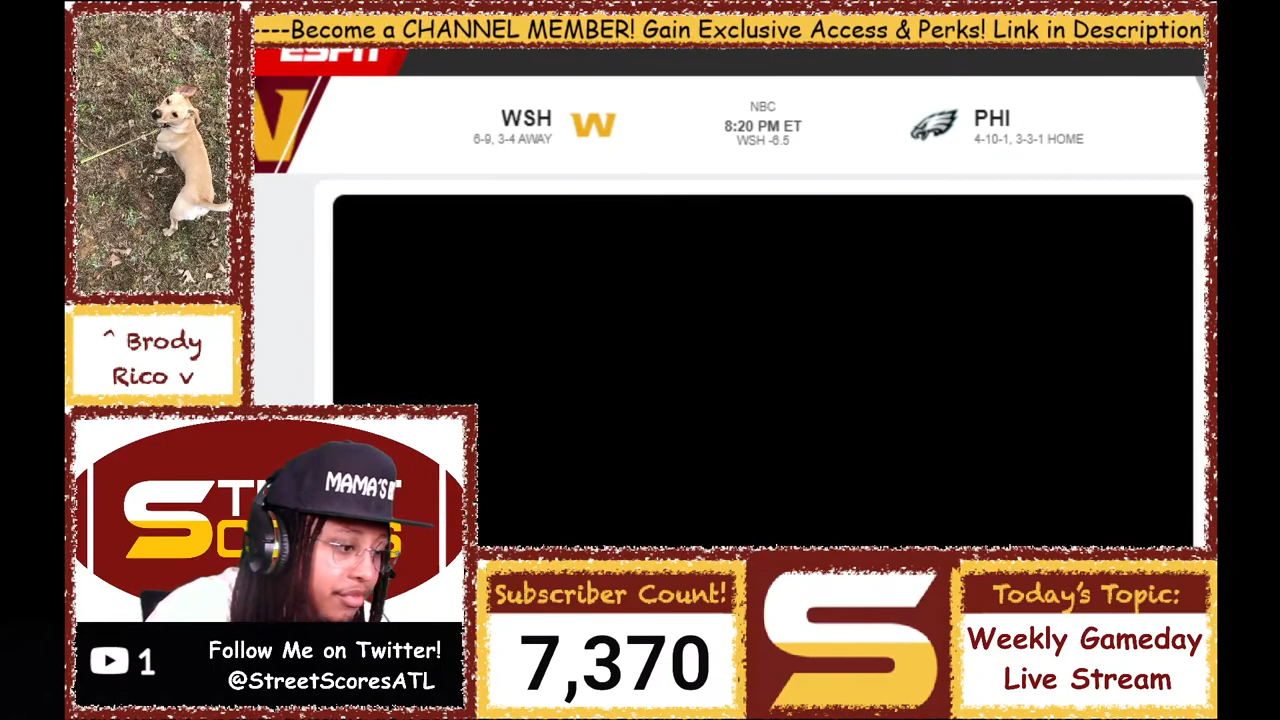 ----Become a CHANNEL MEMBER! Gain Exclusive Access & Perks! Link in Description
ESPN
WSH
6-9, 3-4 AWAY
NBC
8:20 PM ET
WSH -6.5
PHI
4-10-1, 3-3-1 HOME
^ Brody
Rico v
MAMA'S
1
Follow Me on Twitter!
@StreetScoresATL
Subscriber Count!
7,370
Today's Topic:
Weekly Gameday
Live Stream